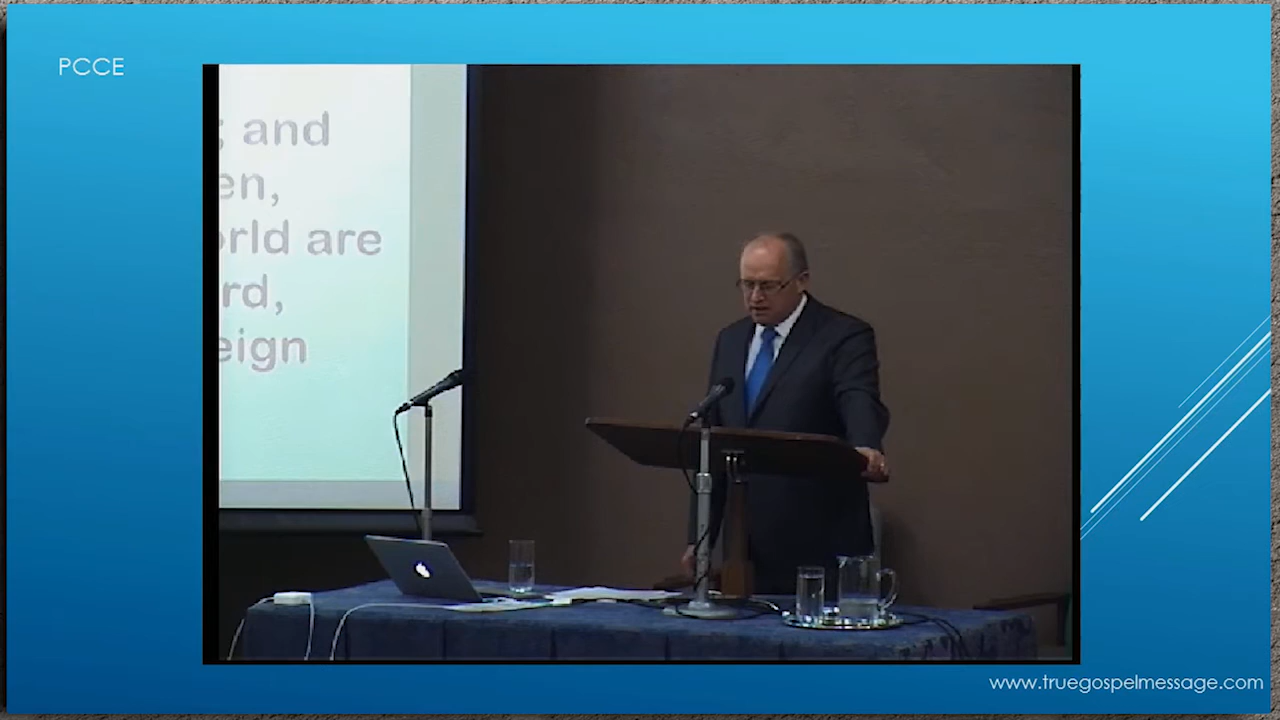 PCCE
; and
en,
orld are
rd,
eign
www.truegospelmessage.com